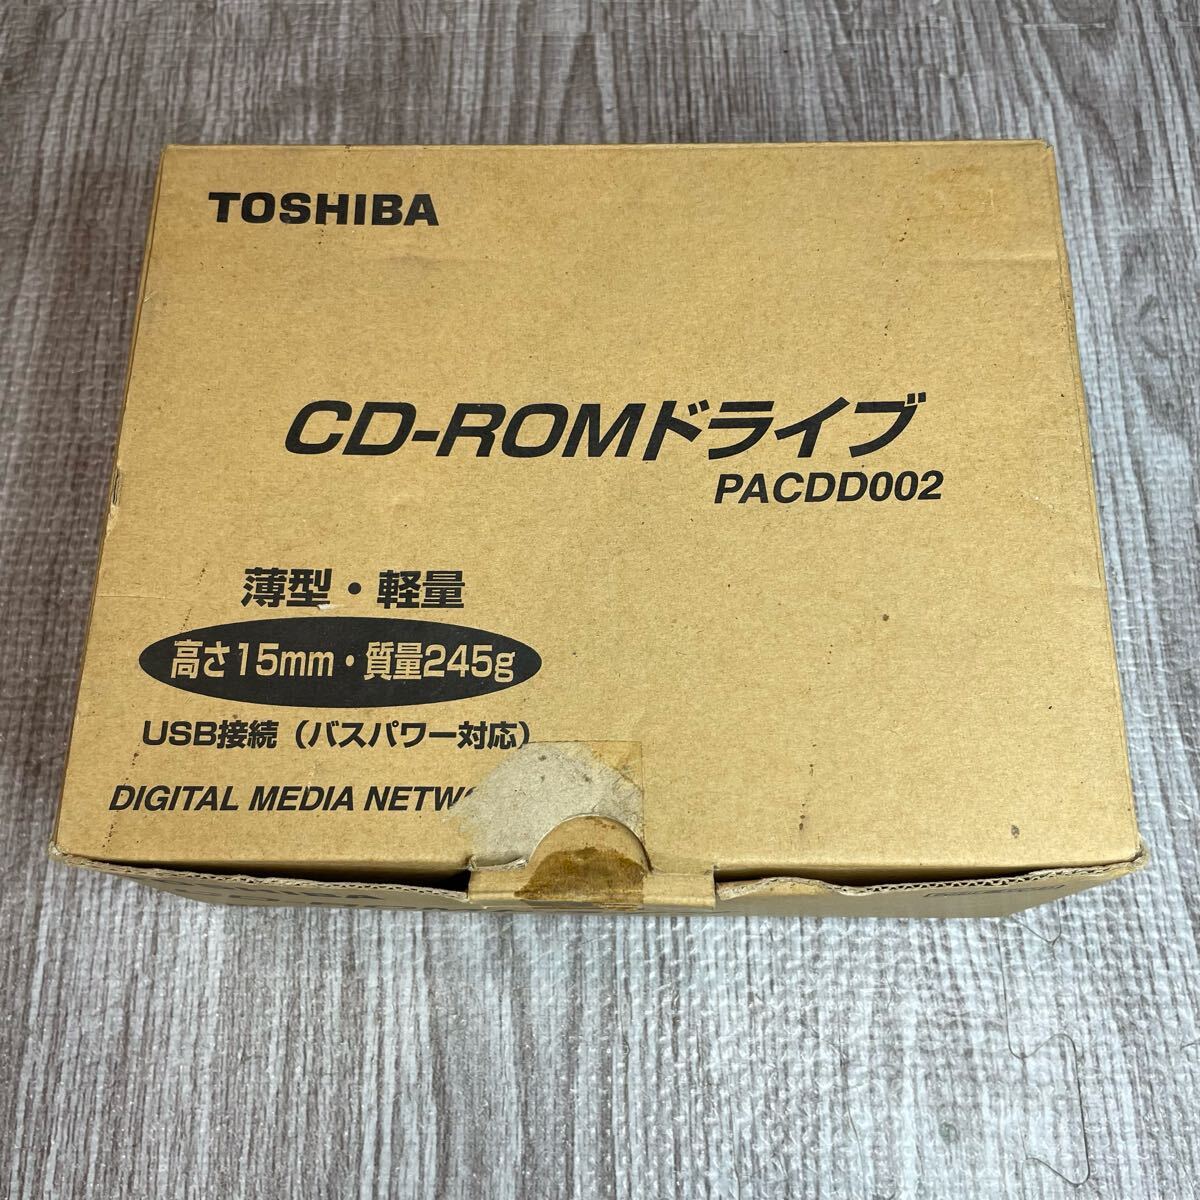 TOSHIBA
CD-ROMドライブ
PACDD002
薄型・軽量
高さ15mm・質量245g
USB接続（バスパワー対応）
DIGITAL MEDIA